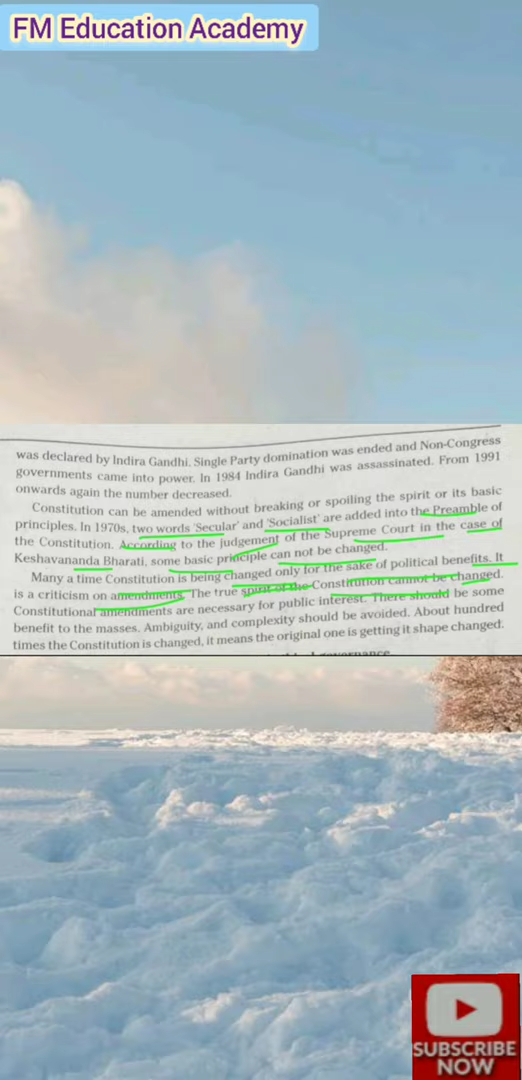 FM Education Academy
was declared by Indira Gandhi. Single Party domination was ended and Non-Congress
governments came into power. In 1984 Indira Gandhi was assassinated. From 1991
onwards again the number decreased.
Constitution can be amended without breaking or spoiling the spirit or its basic
principles. In 1970s, two words 'Secular' and 'Socialist' are added into the Preamble of
the Constitution. According to the judgement of the Supreme Court in the case of
Keshavananda Bharati, some basic principle can not be changed.
Many a time Constitution is being changed only for the sake of political benefits. It
is a criticism on amendments. The true spirit of the Constitution cannot be changed.
Constitutional amendments are necessary for public interest. There should be some
benefit to the masses. Ambiguity, and complexity should be avoided. About hundred
times the Constitution is changed, it means the original one is getting it shape changed.
SUBSCRIBE
NOW